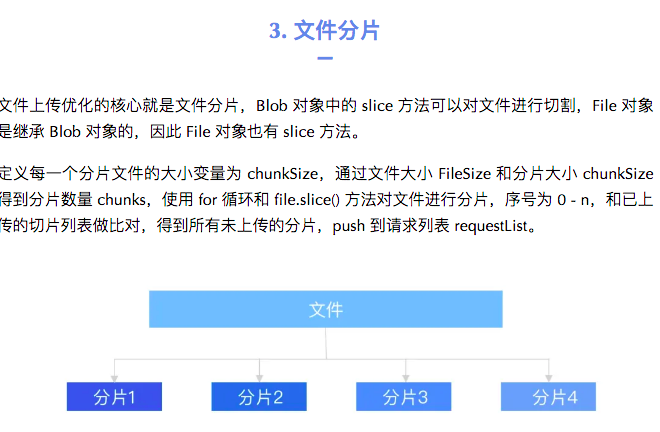 3. 文件分片
文件上传优化的核心就是文件分片，Blob 对象中的 slice 方法可以对文件进行切割，File 对象
是继承 Blob 对象的，因此 File 对象也有 slice 方法。
定义每一个分片文件的大小变量为 chunkSize，通过文件大小 FileSize 和分片大小 chunkSize
得到分片数量 chunks，使用 for 循环和 file.slice() 方法对文件进行分片，序号为 0 - n，和已上
传的切片列表做比对，得到所有未上传的分片，push 到请求列表 requestList。
文件
分片1
分片2
分片3
分片4